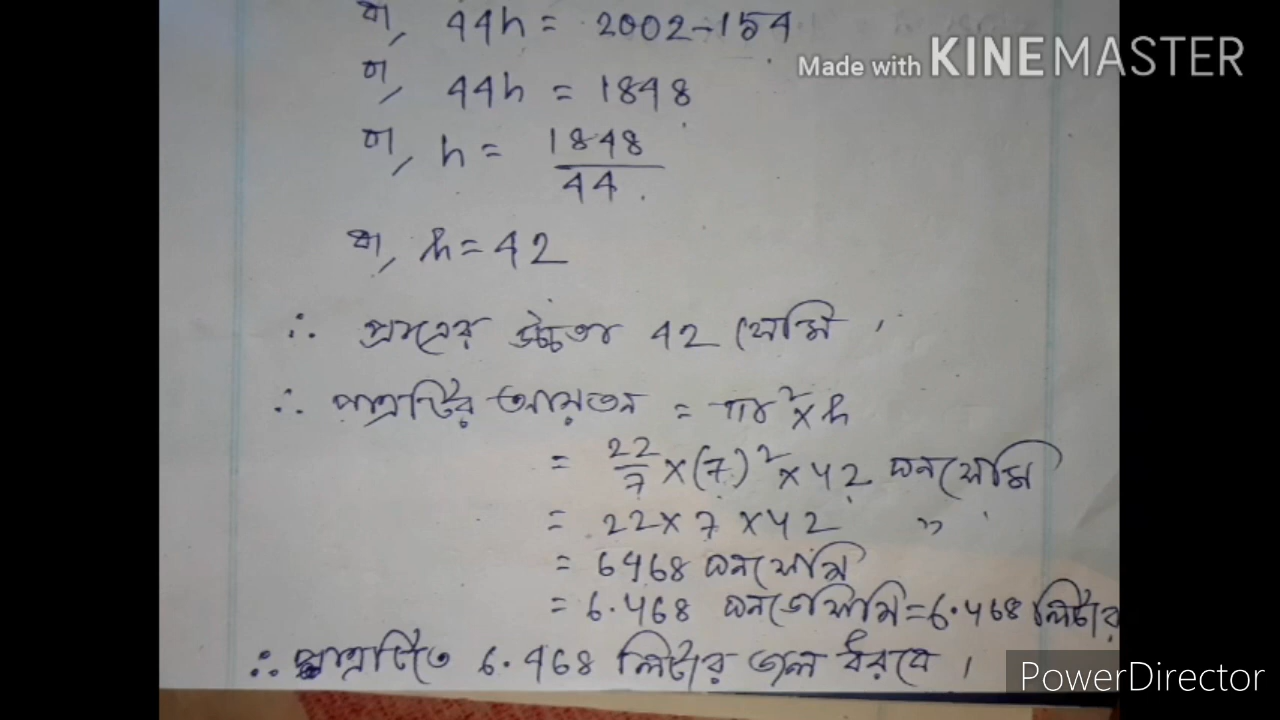 বা, 44h = 2002-154
Made with KINEMASTER
বা, 44h = 1848
বা, h = 1848/44
বা, h = 42
∴ পাত্রের উচ্চতা 42 সেমি।
∴ পাত্রটির আয়তন = πr² × h
= 22/7 × (7)² × 42 ঘনসেমি
= 22 × 7 × 42 "
= 6468 ঘনসেমি
= 6.468 ঘনডেসিমি = 6.468 লিটার
∴ পাত্রটিতে 6.468 লিটার জল ধরবে।
PowerDirector